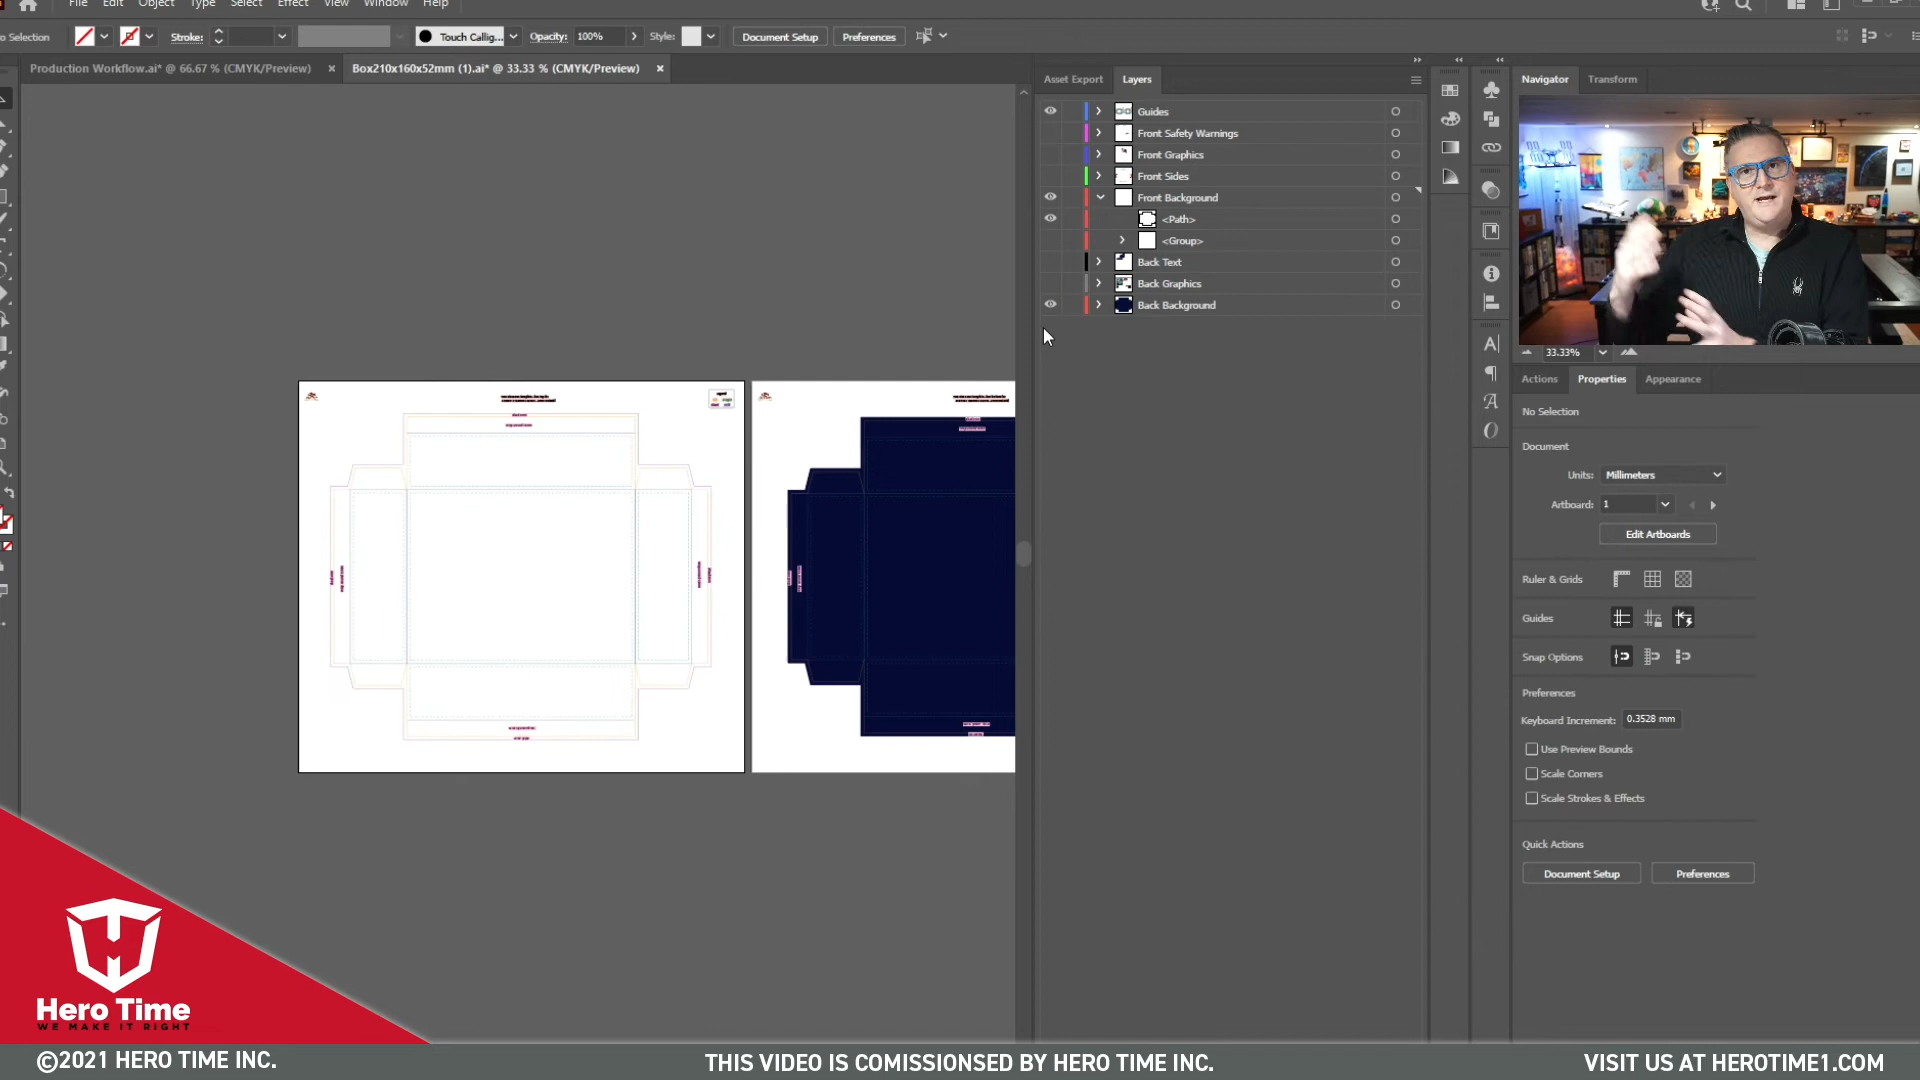 File Edit Object Type Select Effect View Window Help
Selection Stroke: Touch Callig... Opacity: 100% Style: Document Setup Preferences
Production Workflow.ai* @ 66.67 % (CMYK/Preview) × Box210x160x52mm (1).ai* @ 33.33 % (CMYK/Preview) ×
Asset Export Layers
Navigator Transform
Guides
Front Safety Warnings
Front Graphics
Front Sides
Front Background
<Path>
<Group>
Back Text
Back Graphics
Back Background
33.33%
Actions Properties Appearance
No Selection
Document
Units: Millimeters
Artboard: 1
Edit Artboards
Ruler & Grids
Guides
Snap Options
Preferences
Keyboard Increment: 0.3528 mm
Use Preview Bounds
Scale Corners
Scale Strokes & Effects
Quick Actions
Document Setup Preferences
Hero Time
WE MAKE IT RIGHT
©2021 HERO TIME INC. THIS VIDEO IS COMISSIONSED BY HERO TIME INC. VISIT US AT HEROTIME1.COM